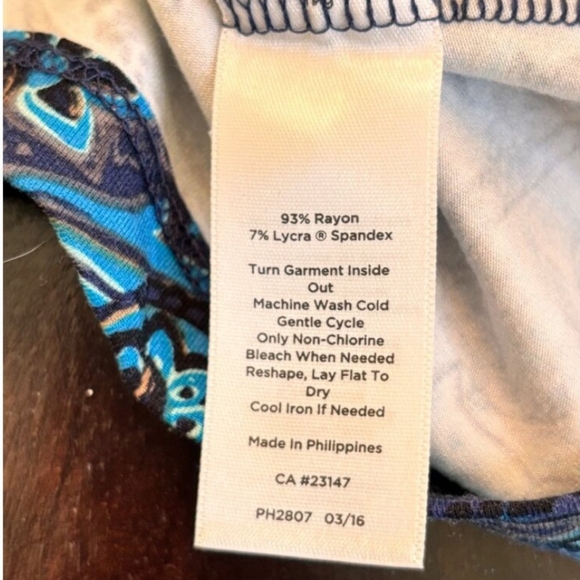 93% Rayon
7% Lycra ® Spandex
Turn Garment Inside
Out
Machine Wash Cold
Gentle Cycle
Only Non-Chlorine
Bleach When Needed
Reshape, Lay Flat To
Dry
Cool Iron If Needed
Made In Philippines
CA #23147
PH2807 03/16